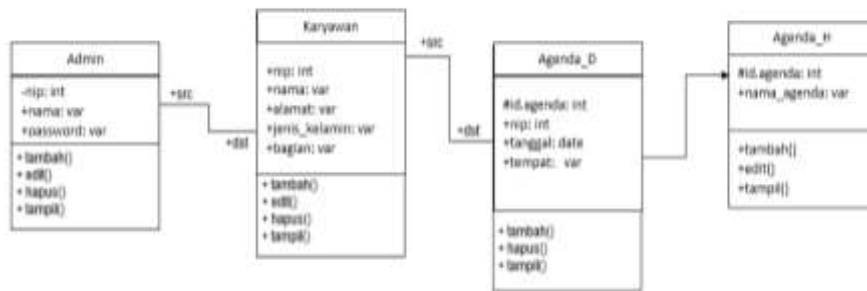 Admin
-nip: int
+nama: var
+password: var
+ tambah()
+ edit()
+ hapus()
+ tampil()
+src
+dst
Karyawan
+nip: int
+nama: var
+alamat: var
+jenis_kelamin: var
+bagian: var
+ tambah()
+ edit()
+ hapus()
+ tampil()
+src
+dst
Agenda_D
#id.agenda: int
+nip: int
+tanggal: date
+tempat: var
+ tambah()
+ hapus()
+ tampil()
Agenda_H
#id.agenda: int
+nama_agenda: var
+tambah()
+edit()
+tampil()